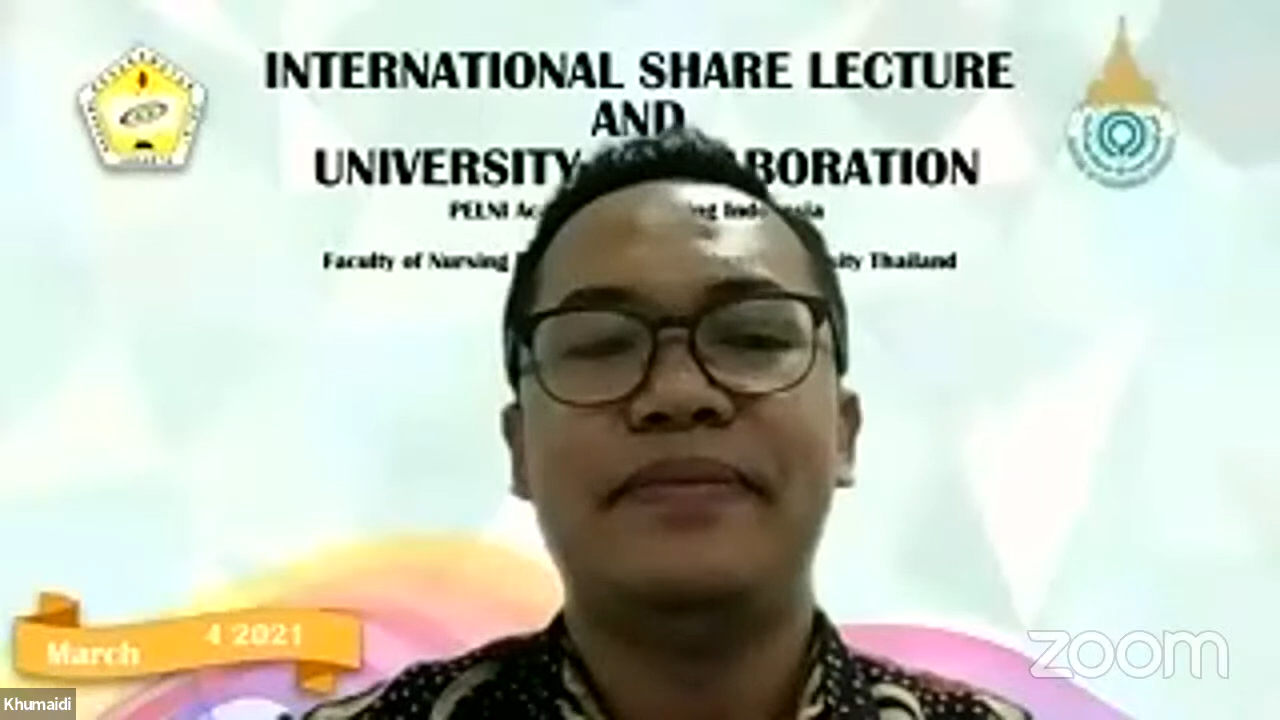 INTERNATIONAL SHARE LECTURE
AND
UNIVERSITY BORATION
PELNI Indonesia
Faculty of Nursing Thailand
March 4 2021
zoom
Khumaidi